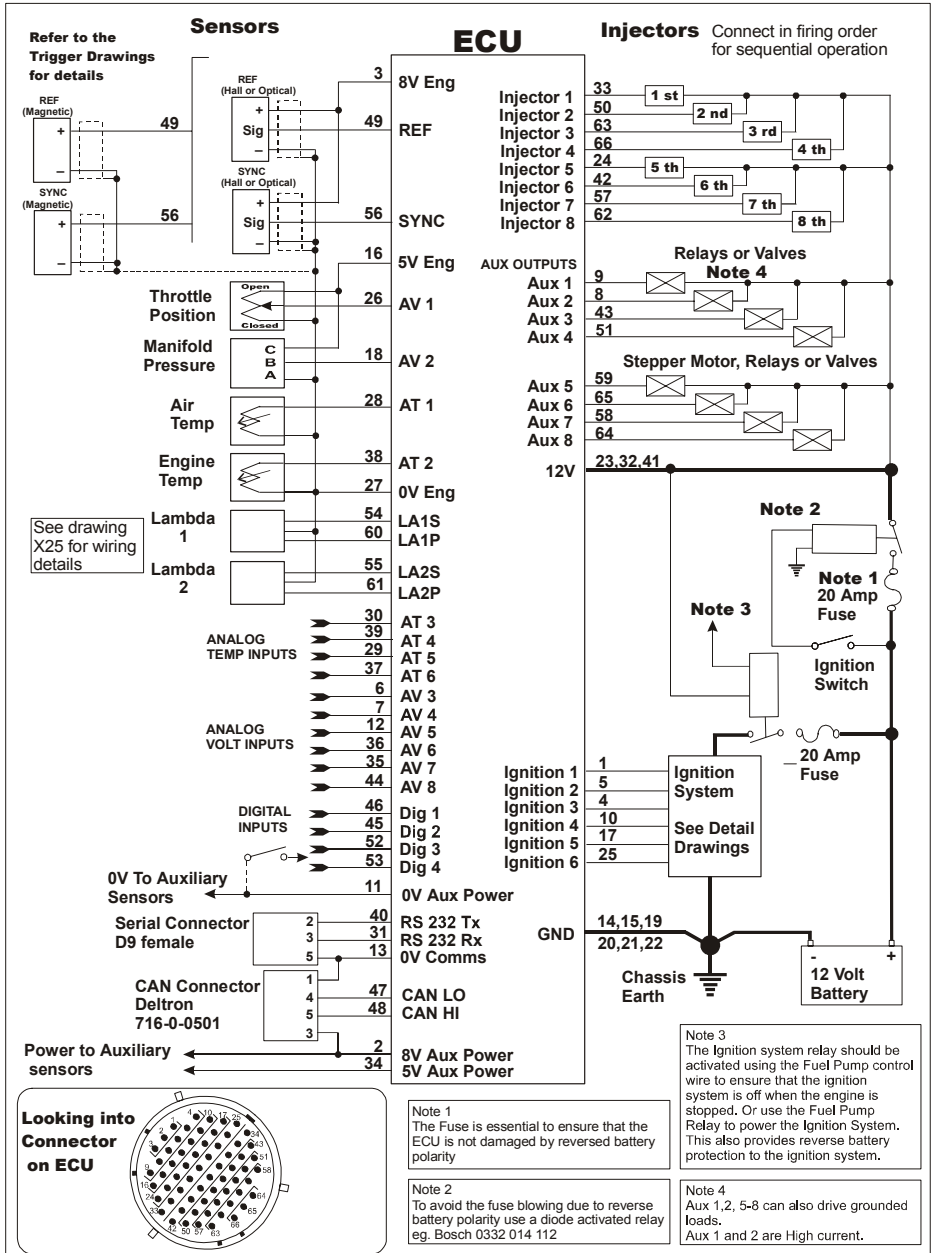 Refer to the
Trigger Drawings
for details
Sensors
ECU
Injectors
Connect in firing order
for sequential operation
REF
(Magnetic)
+
–
49
SYNC
(Magnetic)
+
–
56
REF
(Hall or Optical)
+
Sig
–
SYNC
(Hall or Optical)
+
Sig
–
3
8V Eng
49
REF
56
SYNC
16
5V Eng
Throttle
Position
Open
Closed
26
AV 1
Manifold
Pressure
C
B
A
18
AV 2
Air
Temp
28
AT 1
Engine
Temp
38
AT 2
27
0V Eng
See drawing
X25 for wiring
details
Lambda
1
54
LA1S
60
LA1P
Lambda
2
55
LA2S
61
LA2P
ANALOG
TEMP INPUTS
30
AT 3
39
AT 4
29
AT 5
37
AT 6
ANALOG
VOLT INPUTS
6
AV 3
7
AV 4
12
AV 5
36
AV 6
35
AV 7
44
AV 8
DIGITAL
INPUTS
46
Dig 1
45
Dig 2
52
Dig 3
53
Dig 4
0V To Auxiliary
Sensors
11
0V Aux Power
Serial Connector
D9 female
2
3
5
40
RS 232 Tx
31
RS 232 Rx
13
0V Comms
CAN Connector
Deltron
716-0-0501
1
4
5
3
47
CAN LO
48
CAN HI
Power to Auxiliary
sensors
2
8V Aux Power
34
5V Aux Power
Injector 1
33
1 st
Injector 2
50
2 nd
Injector 3
63
3 rd
Injector 4
66
4 th
Injector 5
24
5 th
Injector 6
42
6 th
Injector 7
57
7 th
Injector 8
62
8 th
AUX OUTPUTS
Relays or Valves
Note 4
Aux 1
9
Aux 2
8
Aux 3
43
Aux 4
51
Stepper Motor, Relays or Valves
Aux 5
59
Aux 6
65
Aux 7
58
Aux 8
64
12V
23,32,41
Note 2
Note 1
20 Amp
Fuse
Note 3
Ignition
Switch
20 Amp
Fuse
Ignition 1
1
Ignition 2
5
Ignition 3
4
Ignition 4
10
Ignition 5
17
Ignition 6
25
Ignition
System
See Detail
Drawings
GND
14,15,19
20,21,22
Chassis
Earth
-
+
12 Volt
Battery
Looking into
Connector
on ECU
4
10
17
25
1
34
2
43
3
51
58
9
16
64
24
65
33
66
42
50
57
63
Note 1
The Fuse is essential to ensure that the
ECU is not damaged by reversed battery
polarity
Note 2
To avoid the fuse blowing due to reverse
battery polarity use a diode activated relay
eg. Bosch 0332 014 112
Note 3
The Ignition system relay should be
activated using the Fuel Pump control
wire to ensure that the ignition
system is off when the engine is
stopped. Or use the Fuel Pump
Relay to power the Ignition System.
This also provides reverse battery
protection to the ignition system.
Note 4
Aux 1,2, 5-8 can also drive grounded
loads.
Aux 1 and 2 are High current.